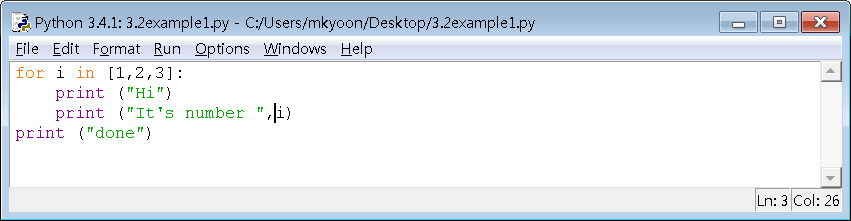 Python 3.4.1: 3.2example1.py - C:/Users/mkyoon/Desktop/3.2example1.py
File Edit Format Run Options Windows Help
for i in [1,2,3]:
    print ("Hi")
    print ("It's number ",i)
print ("done")
Ln: 3 Col: 26